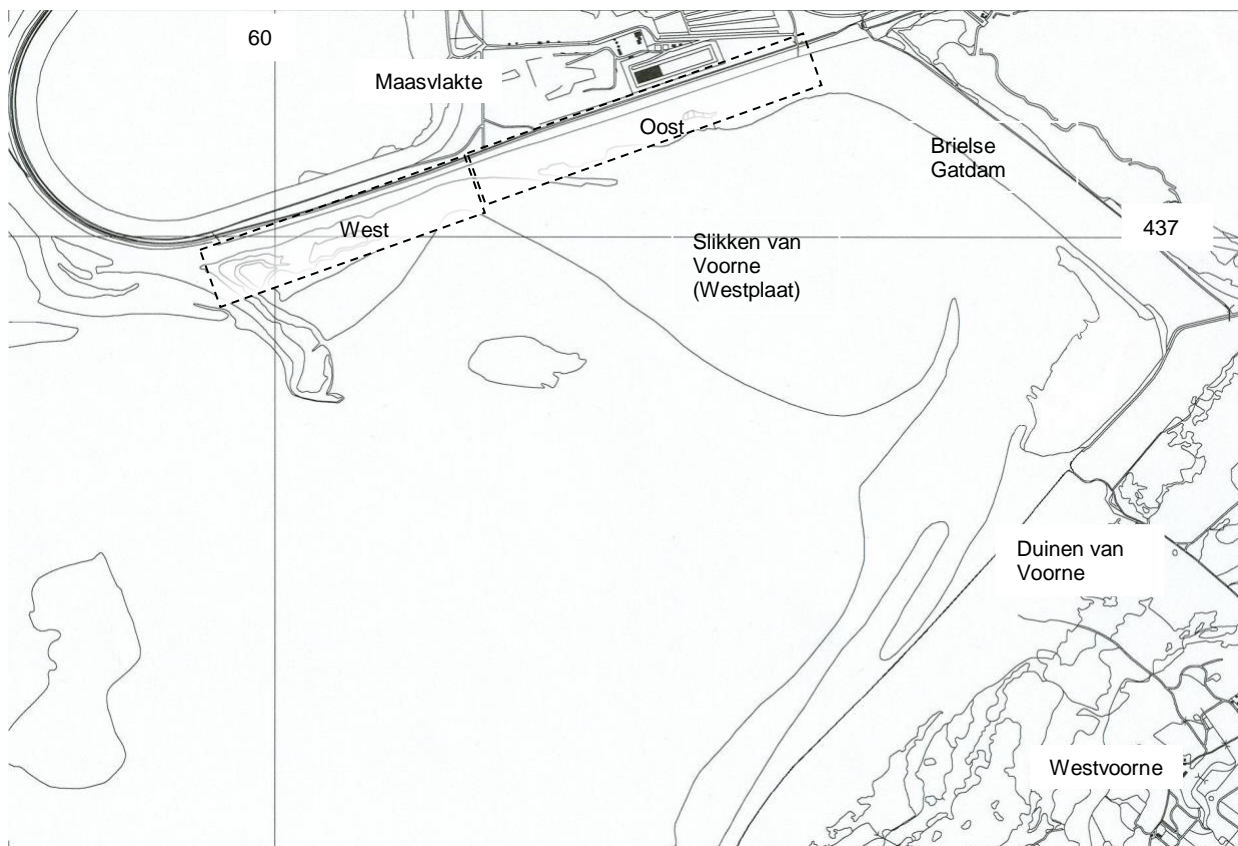 60
Maasvlakte
Oost
Brielse
Gatdam
West
437
Slikken van
Voorne
(Westplaat)
Duinen van
Voorne
Westvoorne